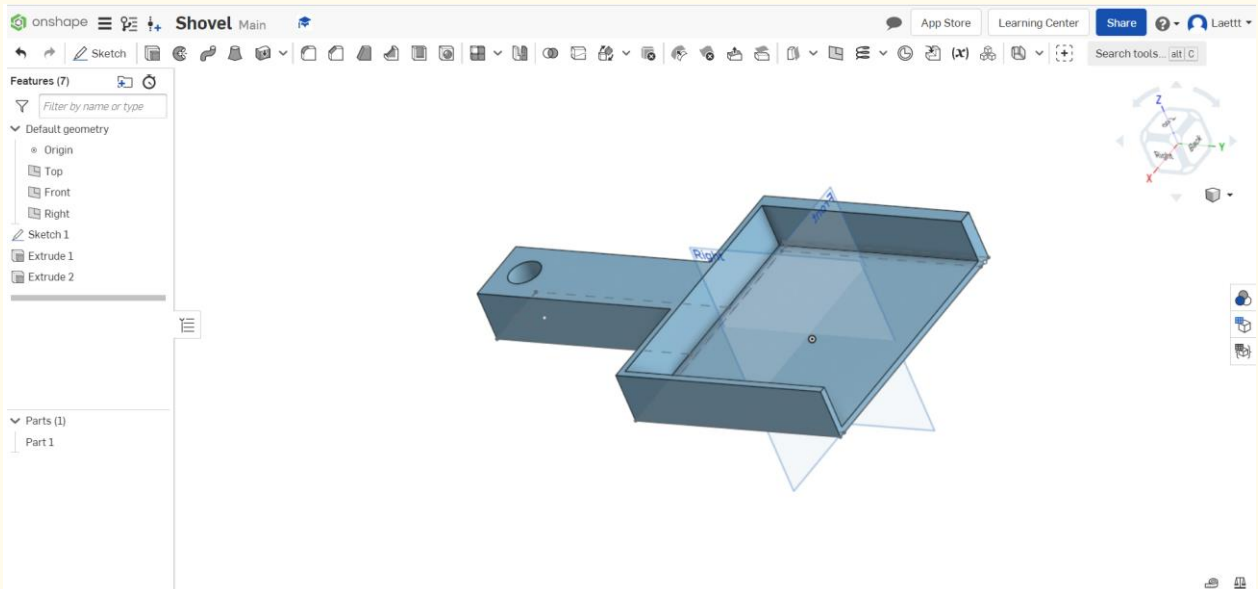 onshape Shovel Main App Store Learning Center Share Laettt
Sketch (x) Search tools... alt C
Features (7)
Filter by name or type
Default geometry
Origin
Top
Front
Right
Sketch 1
Extrude 1
Extrude 2
Parts (1)
Part 1
Front
Right
Z
Y
X
Right
Back